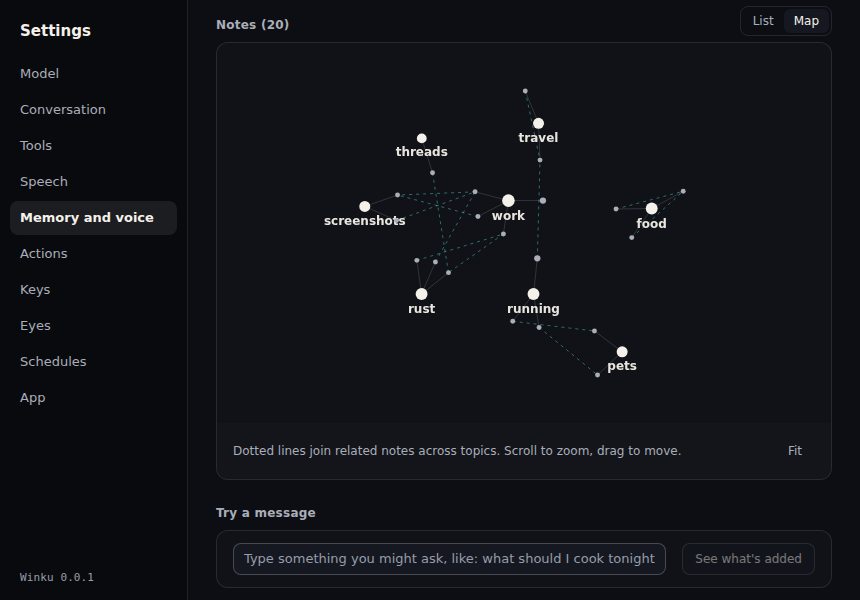 Settings
Model
Conversation
Tools
Speech
Memory and voice
Actions
Keys
Eyes
Schedules
App
Winku 0.0.1
Notes (20)
List
Map
travel
threads
screenshots
work
food
rust
running
pets
Dotted lines join related notes across topics. Scroll to zoom, drag to move.
Fit
Try a message
Type something you might ask, like: what should I cook tonight
See what's added